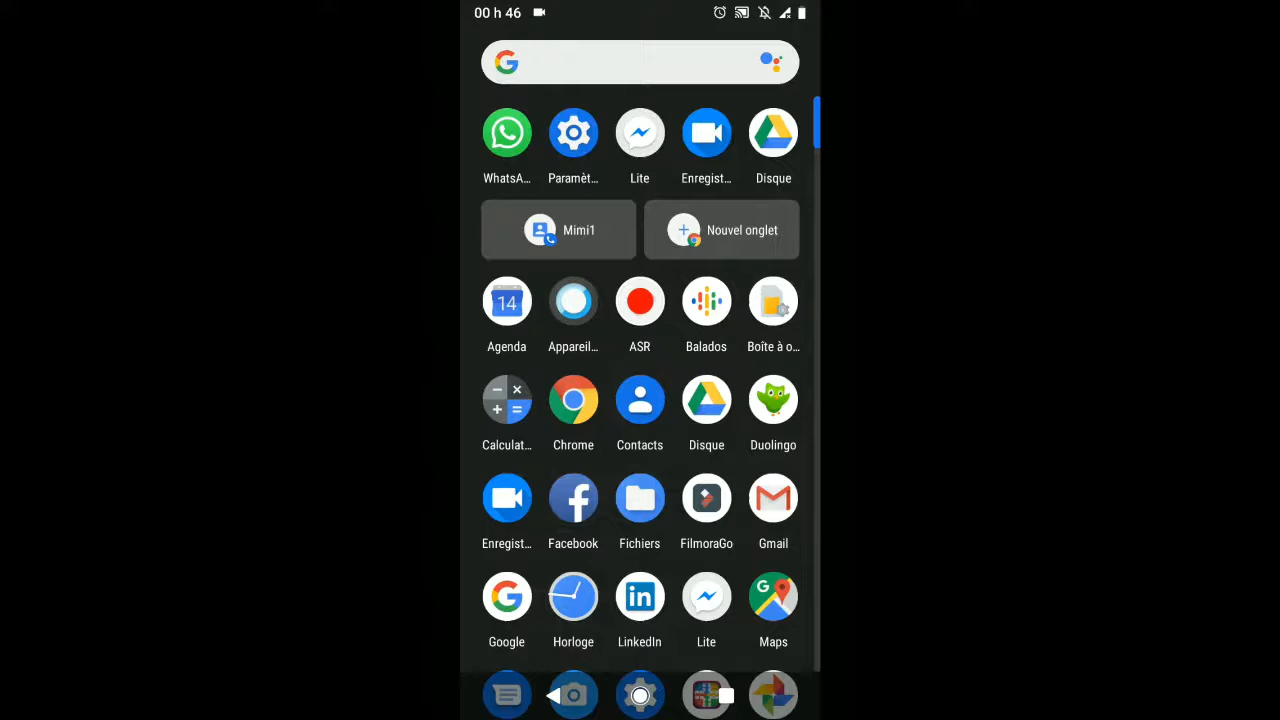 00 h 46
WhatsA... Paramèt... Lite Enregist... Disque
Mimi1 Nouvel onglet
14
Agenda Appareil... ASR Balados Boîte à o...
Calculat... Chrome Contacts Disque Duolingo
Enregist... Facebook Fichiers FilmoraGo Gmail
Google Horloge LinkedIn Lite Maps